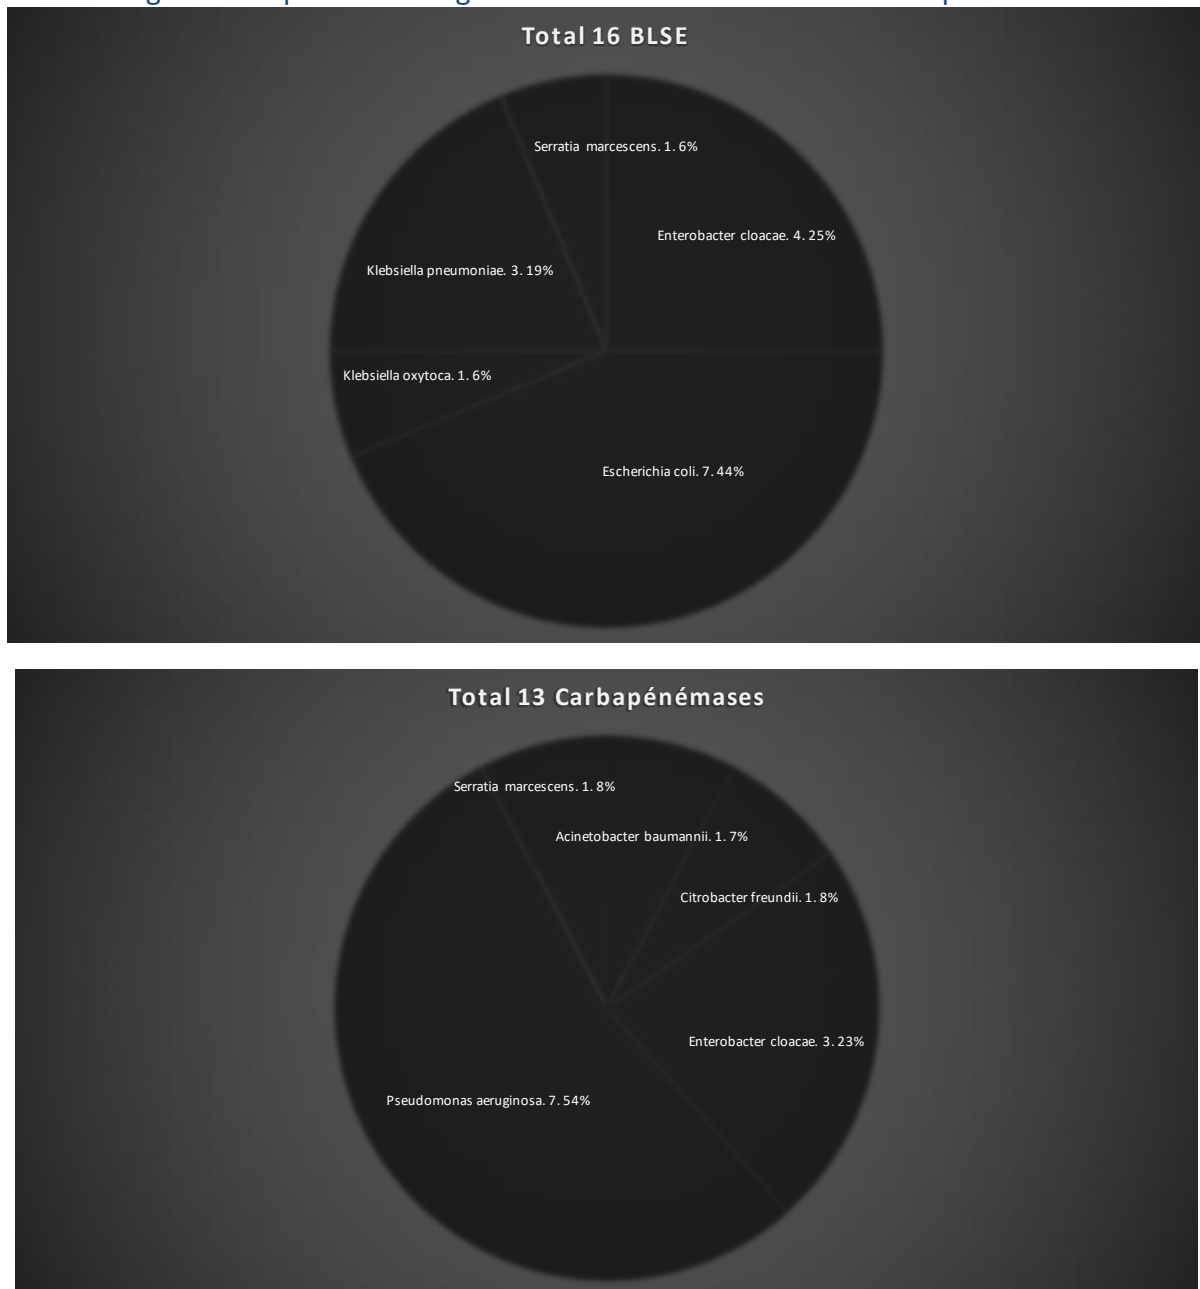 Total 16 BLSE
Serratia marcescens. 1. 6%
Enterobacter cloacae. 4. 25%
Klebsiella pneumoniae. 3. 19%
Klebsiella oxytoca. 1. 6%
Escherichia coli. 7. 44%
Total 13 Carbapénémases
Serratia marcescens. 1. 8%
Acinetobacter baumannii. 1. 7%
Citrobacter freundii. 1. 8%
Enterobacter cloacae. 3. 23%
Pseudomonas aeruginosa. 7. 54%